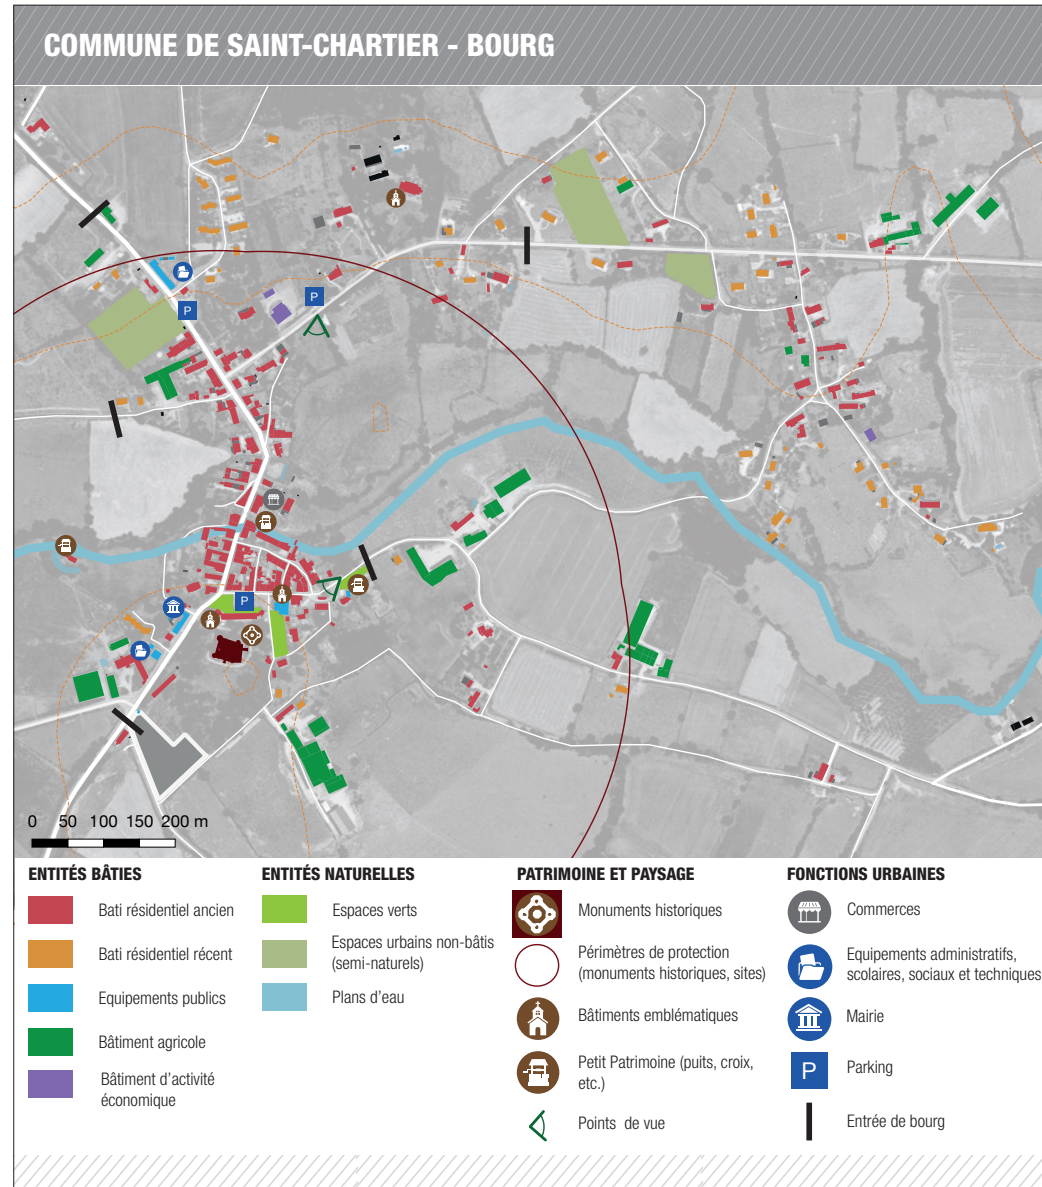 COMMUNE DE SAINT-CHARTIER - BOURG
P
P
P
0 50 100 150 200 m
ENTITÉS BÂTIES
Bati résidentiel ancien
Bati résidentiel récent
Equipements publics
Bâtiment agricole
Bâtiment d'activité
économique
ENTITÉS NATURELLES
Espaces verts
Espaces urbains non-bâtis
(semi-naturels)
Plans d'eau
PATRIMOINE ET PAYSAGE
Monuments historiques
Périmètres de protection
(monuments historiques, sites)
Bâtiments emblématiques
Petit Patrimoine (puits, croix,
etc.)
Points de vue
FONCTIONS URBAINES
Commerces
Equipements administratifs,
scolaires, sociaux et techniques
Mairie
P
Parking
Entrée de bourg